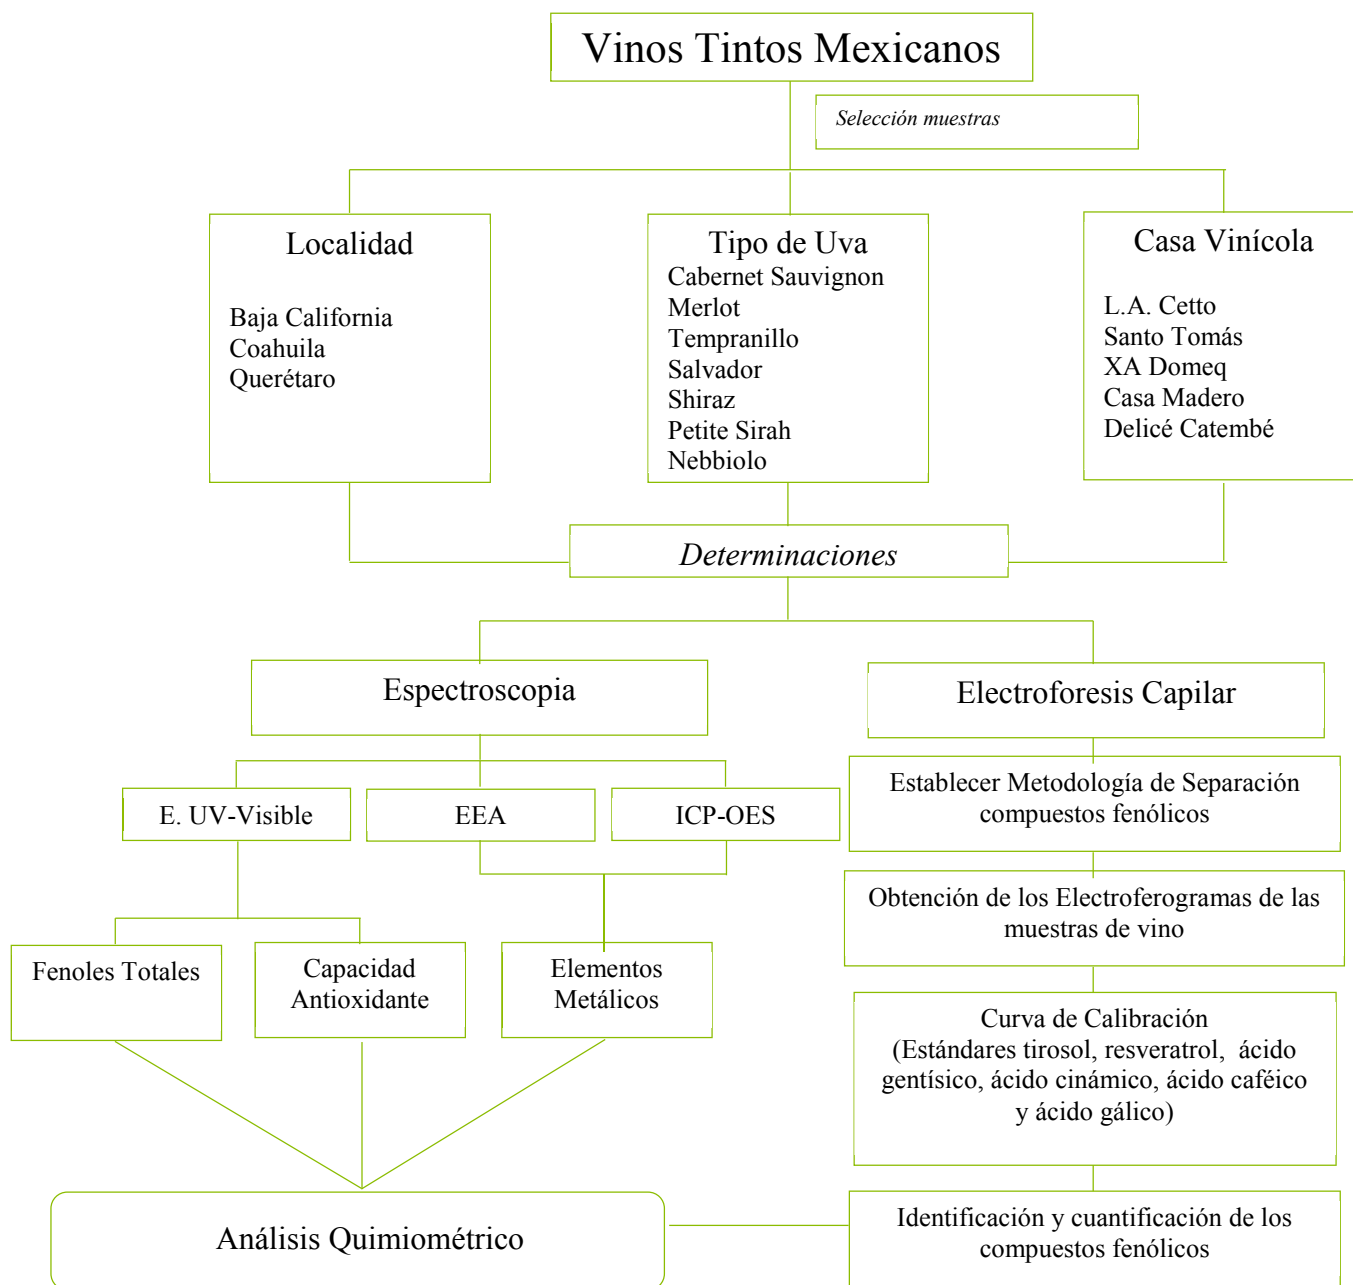 Vinos Tintos Mexicanos
Selección muestras
Localidad
Baja California
Coahuila
Querétaro
Tipo de Uva
Cabernet Sauvignon
Merlot
Tempranillo
Salvador
Shiraz
Petite Sirah
Nebbiolo
Casa Vinícola
L.A. Cetto
Santo Tomás
XA Domeq
Casa Madero
Delicé Catembé
Determinaciones
Espectroscopia
Electroforesis Capilar
E. UV-Visible
EEA
ICP-OES
Establecer Metodología de Separación
compuestos fenólicos
Obtención de los Electroferogramas de las
muestras de vino
Fenoles Totales
Capacidad
Antioxidante
Elementos
Metálicos
Curva de Calibración
(Estándares tirosol, resveratrol, ácido
gentísico, ácido cinámico, ácido caféico
y ácido gálico)
Análisis Quimiométrico
Identificación y cuantificación de los
compuestos fenólicos